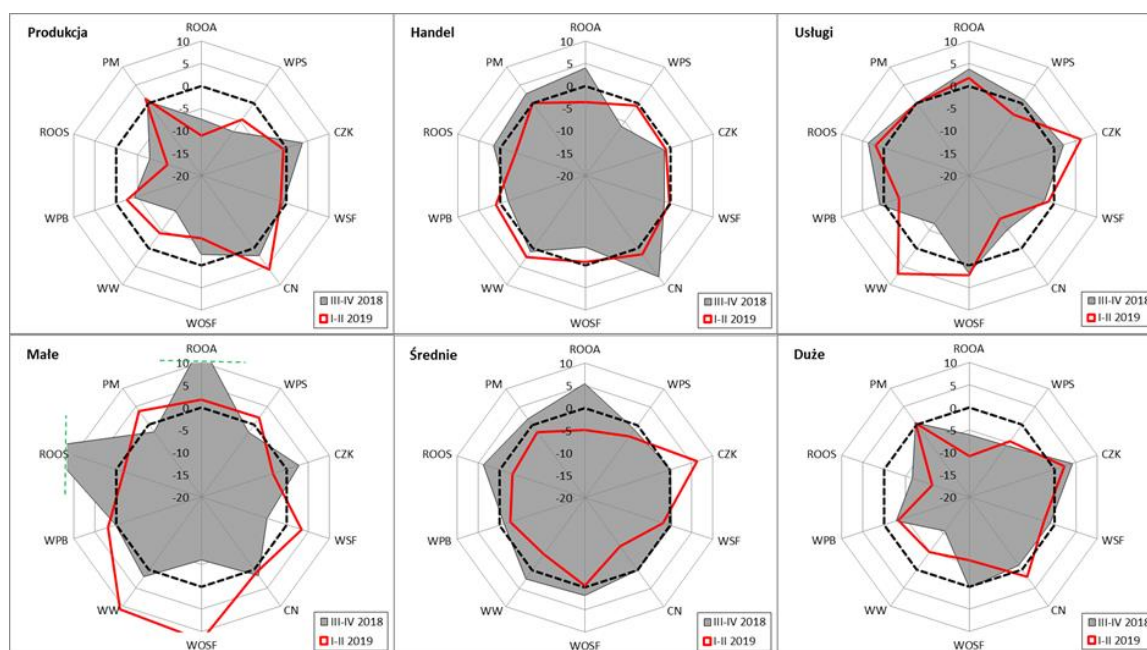 Produkcja
ROOA
WPS
CZK
WSF
CN
WOSF
WW
WPB
ROOS
PM
10
5
0
-5
-10
-15
-20
III-IV 2018
I-II 2019
Handel
ROOA
WPS
CZK
WSF
CN
WOSF
WW
WPB
ROOS
PM
10
5
0
-5
-10
-15
-20
III-IV 2018
I-II 2019
Usługi
ROOA
WPS
CZK
WSF
CN
WOSF
WW
WPB
ROOS
PM
10
5
0
-5
-10
-15
-20
III-IV 2018
I-II 2019
Małe
ROOA
WPS
CZK
WSF
CN
WOSF
WW
WPB
ROOS
PM
10
5
0
-5
-10
-15
-20
III-IV 2018
I-II 2019
Średnie
ROOA
WPS
CZK
WSF
CN
WOSF
WW
WPB
ROOS
PM
10
5
0
-5
-10
-15
-20
III-IV 2018
I-II 2019
Duże
ROOA
WPS
CZK
WSF
CN
WOSF
WW
WPB
ROOS
PM
10
5
0
-5
-10
-15
-20
III-IV 2018
I-II 2019